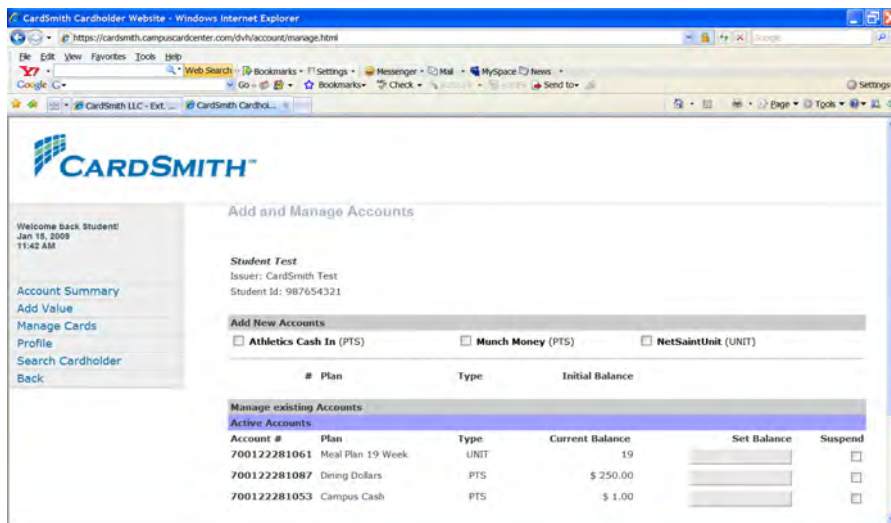 CardSmith Cardholder Website - Windows Internet Explorer
https://cardsmith.campuscardcenter.com/dvh/account/manage.html
Google
File Edit View Favorites Tools Help
Y7 Web Search Bookmarks Settings Messenger Mail MySpace News
Google G Go Bookmarks Check Send to Settings
CardSmith LLC - Ext. ... CardSmith Cardhol... Page Tools
CARDSMITH
Add and Manage Accounts
Welcome back Student!
Jan 15, 2009
11:42 AM
Student Test
Issuer: CardSmith Test
Student Id: 987654321
Account Summary
Add Value
Manage Cards
Profile
Search Cardholder
Back
Add New Accounts
Athletics Cash In (PTS) Munch Money (PTS) NetSaintUnit (UNIT)
# Plan Type Initial Balance
Manage existing Accounts
Active Accounts
Account # Plan Type Current Balance Set Balance Suspend
700122281061 Meal Plan 19 Week UNIT 19
700122281087 Dining Dollars PTS $ 250.00
700122281053 Campus Cash PTS $ 1.00